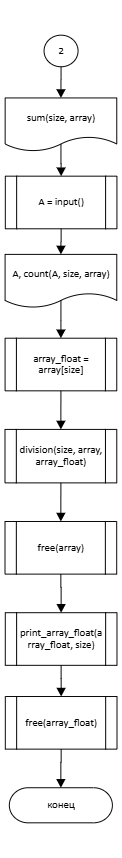 2
sum(size, array)
A = input()
A, count(A, size, array)
array_float =
array[size]
division(size, array,
array_float)
free(array)
print_array_float(a
rray_float, size)
free(array_float)
конец